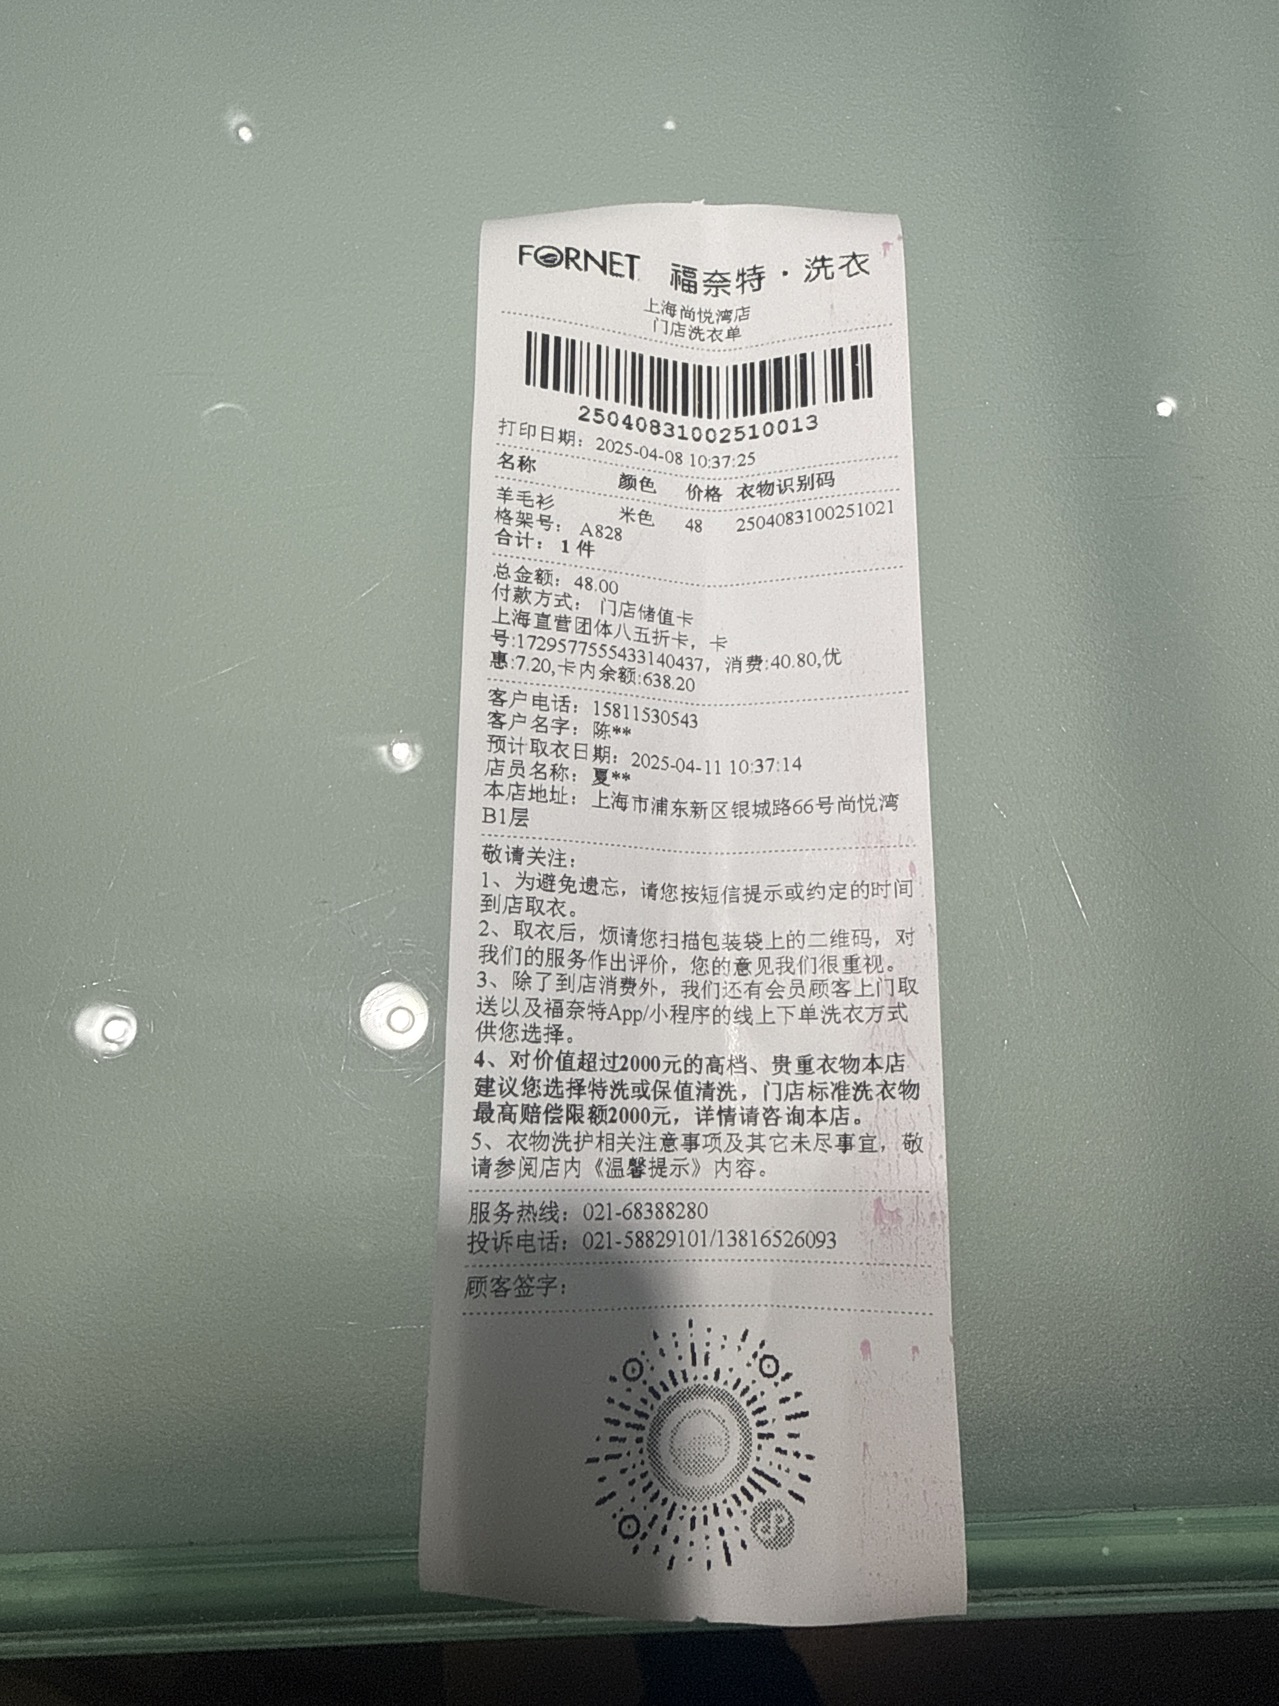 FORNET 福奈特·洗衣
上海尚悦湾店
门店洗衣单
25040831002510013
打印日期：2025-04-08 10:37:25
名称 颜色 价格 衣物识别码
羊毛衫 米色 48 2504083100251021
格架号：A828
合计：1 件
总金额：48.00
付款方式：门店储值卡
上海直营团体八五折卡，卡
号:1729577555433140437，消费:40.80,优
惠:7.20,卡内余额:638.20
客户电话：15811530543
客户名字：陈**
预计取衣日期：2025-04-11 10:37:14
店员名称：夏**
本店地址：上海市浦东新区银城路66号尚悦湾
B1层
敬请关注：
1、为避免遗忘，请您按短信提示或约定的时间
到店取衣。
2、取衣后，烦请您扫描包装袋上的二维码，对
我们的服务作出评价，您的意见我们很重视。
3、除了到店消费外，我们还有会员顾客上门取
送以及福奈特App/小程序的线上下单洗衣方式
供您选择。
4、对价值超过2000元的高档、贵重衣物本店
建议您选择特洗或保值清洗，门店标准洗衣物
最高赔偿限额2000元，详情请咨询本店。
5、衣物洗护相关注意事项及其它未尽事宜，敬
请参阅店内《温馨提示》内容。
服务热线：021-68388280
投诉电话：021-58829101/13816526093
顾客签字：